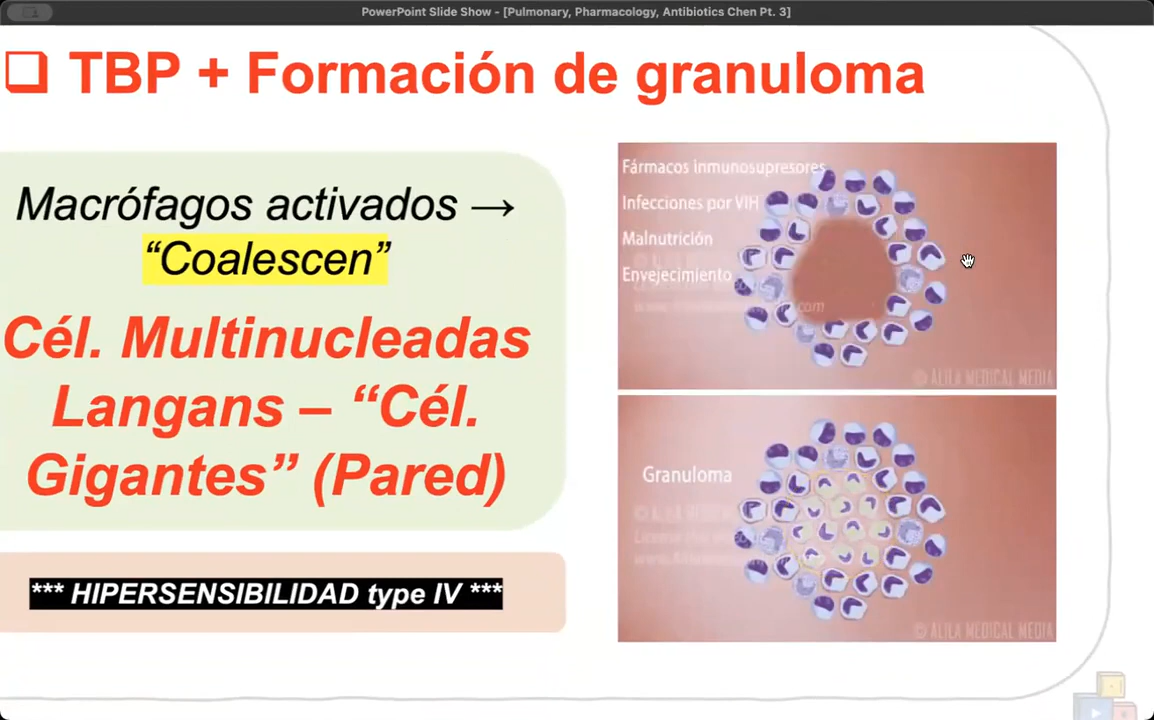 PowerPoint Slide Show - [Pulmonary, Pharmacology, Antibiotics Chen Pt. 3]
TBP + Formación de granuloma
Macrófagos activados →
“Coalescen”
Cél. Multinucleadas
Langans – “Cél.
Gigantes” (Pared)
*** HIPERSENSIBILIDAD type IV ***
Fármacos inmunosupresores
Infecciones por VIH
Malnutrición
Envejecimiento
© ALILA MEDICAL MEDIA
Granuloma
© ALILA MEDICAL MEDIA